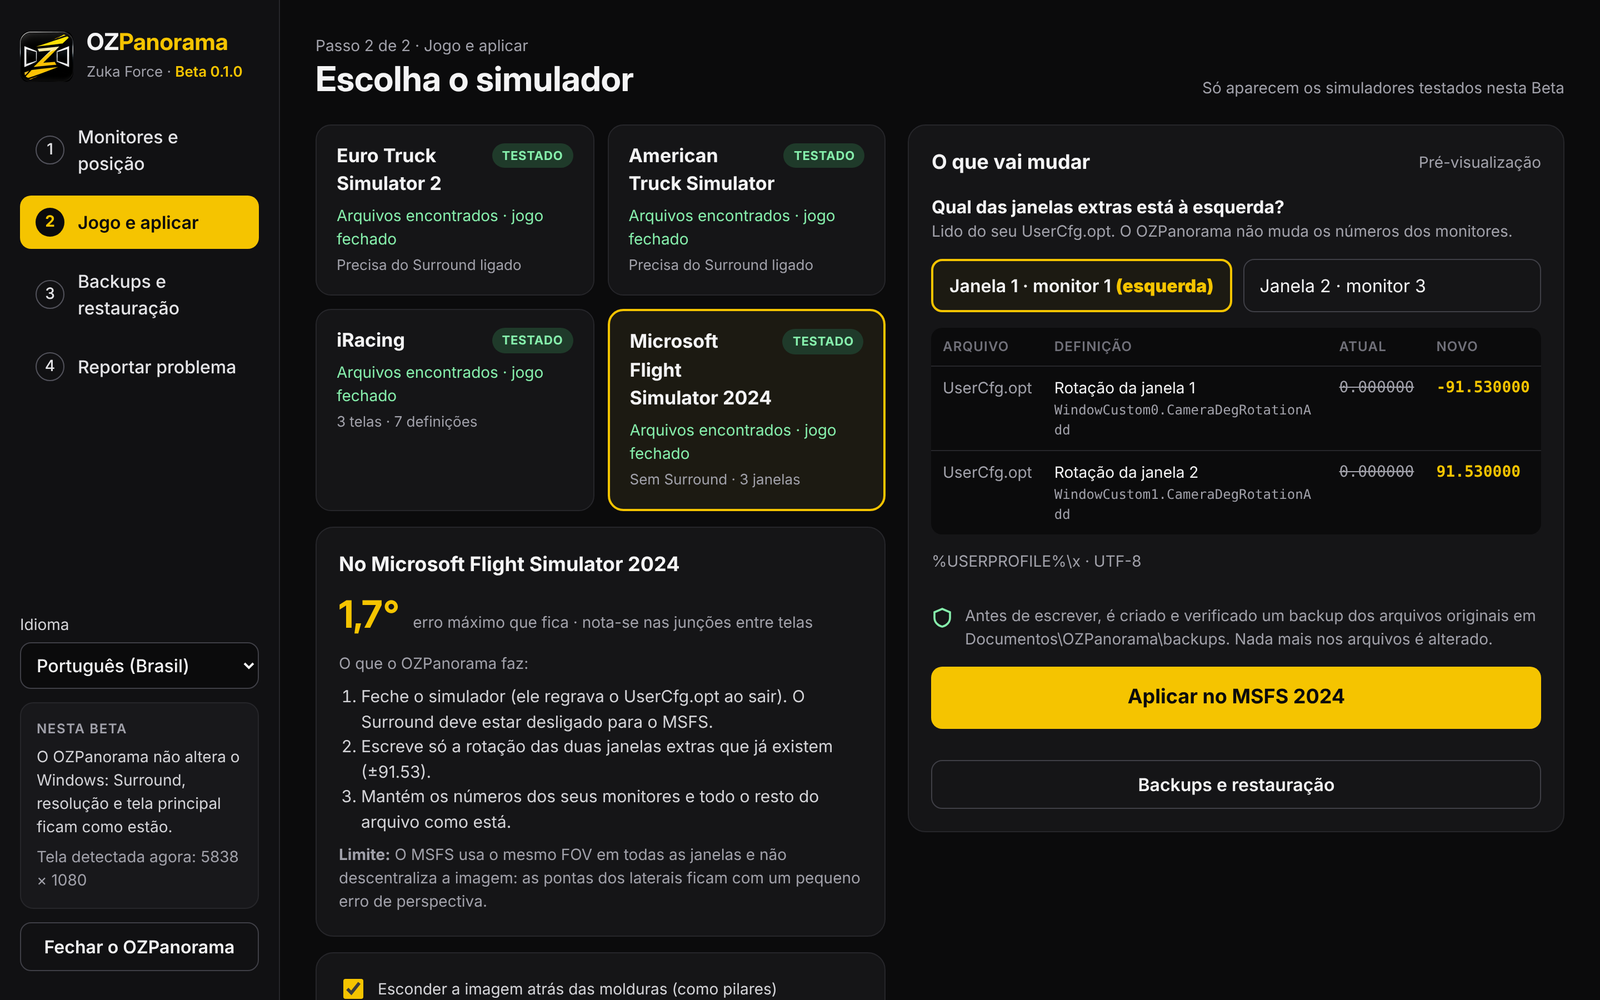 OZPanorama
Zuka Force · Beta 0.1.0
1
Monitores e
posição
2
Jogo e aplicar
3
Backups e
restauração
4
Reportar problema
Idioma
Português (Brasil)
NESTA BETA
O OZPanorama não altera o
Windows: Surround,
resolução e tela principal
ficam como estão.
Tela detectada agora: 5838
× 1080
Fechar o OZPanorama
Passo 2 de 2 · Jogo e aplicar
Escolha o simulador
Só aparecem os simuladores testados nesta Beta
Euro Truck
Simulator 2
TESTADO
Arquivos encontrados · jogo
fechado
Precisa do Surround ligado
American
Truck Simulator
TESTADO
Arquivos encontrados · jogo
fechado
Precisa do Surround ligado
iRacing
TESTADO
Arquivos encontrados · jogo
fechado
3 telas · 7 definições
Microsoft
Flight
Simulator 2024
TESTADO
Arquivos encontrados · jogo
fechado
Sem Surround · 3 janelas
No Microsoft Flight Simulator 2024
1,7° erro máximo que fica · nota-se nas junções entre telas
O que o OZPanorama faz:
1. Feche o simulador (ele regrava o UserCfg.opt ao sair). O
Surround deve estar desligado para o MSFS.
2. Escreve só a rotação das duas janelas extras que já existem
(±91.53).
3. Mantém os números dos seus monitores e todo o resto do
arquivo como está.
Limite: O MSFS usa o mesmo FOV em todas as janelas e não
descentraliza a imagem: as pontas dos laterais ficam com um pequeno
erro de perspectiva.
Esconder a imagem atrás das molduras (como pilares)
O que vai mudar
Pré-visualização
Qual das janelas extras está à esquerda?
Lido do seu UserCfg.opt. O OZPanorama não muda os números dos monitores.
Janela 1 · monitor 1 (esquerda)
Janela 2 · monitor 3
ARQUIVO DEFINIÇÃO ATUAL NOVO
UserCfg.opt Rotação da janela 1 0.000000 -91.530000
WindowCustom0.CameraDegRotationA
dd
UserCfg.opt Rotação da janela 2 0.000000 91.530000
WindowCustom1.CameraDegRotationA
dd
%USERPROFILE%\x · UTF-8
Antes de escrever, é criado e verificado um backup dos arquivos originais em
Documentos\OZPanorama\backups. Nada mais nos arquivos é alterado.
Aplicar no MSFS 2024
Backups e restauração